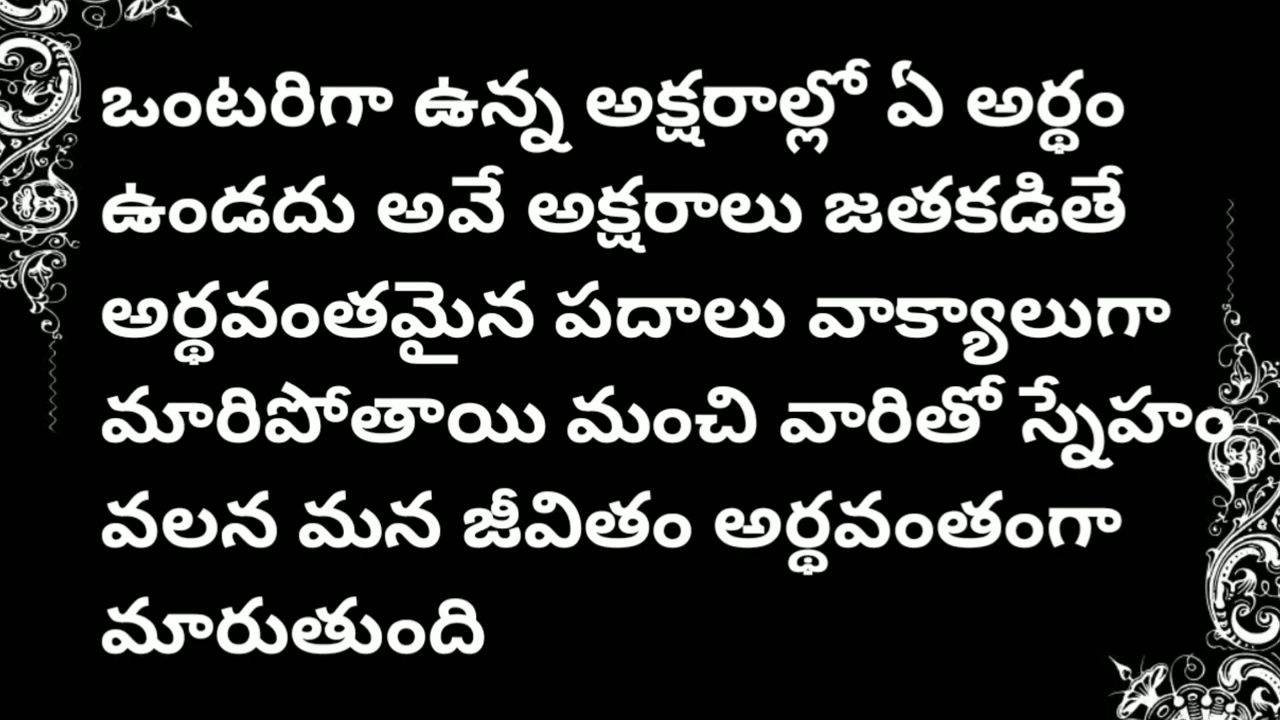 ఒంటరిగా ఉన్న అక్షరాల్లో ఏ అర్థం
ఉండదు అవే అక్షరాలు జతకడితే
అర్థవంతమైన పదాలు వాక్యాలుగా
మారిపోతాయి మంచి వారితో స్నేహం
వలన మన జీవితం అర్థవంతంగా
మారుతుంది